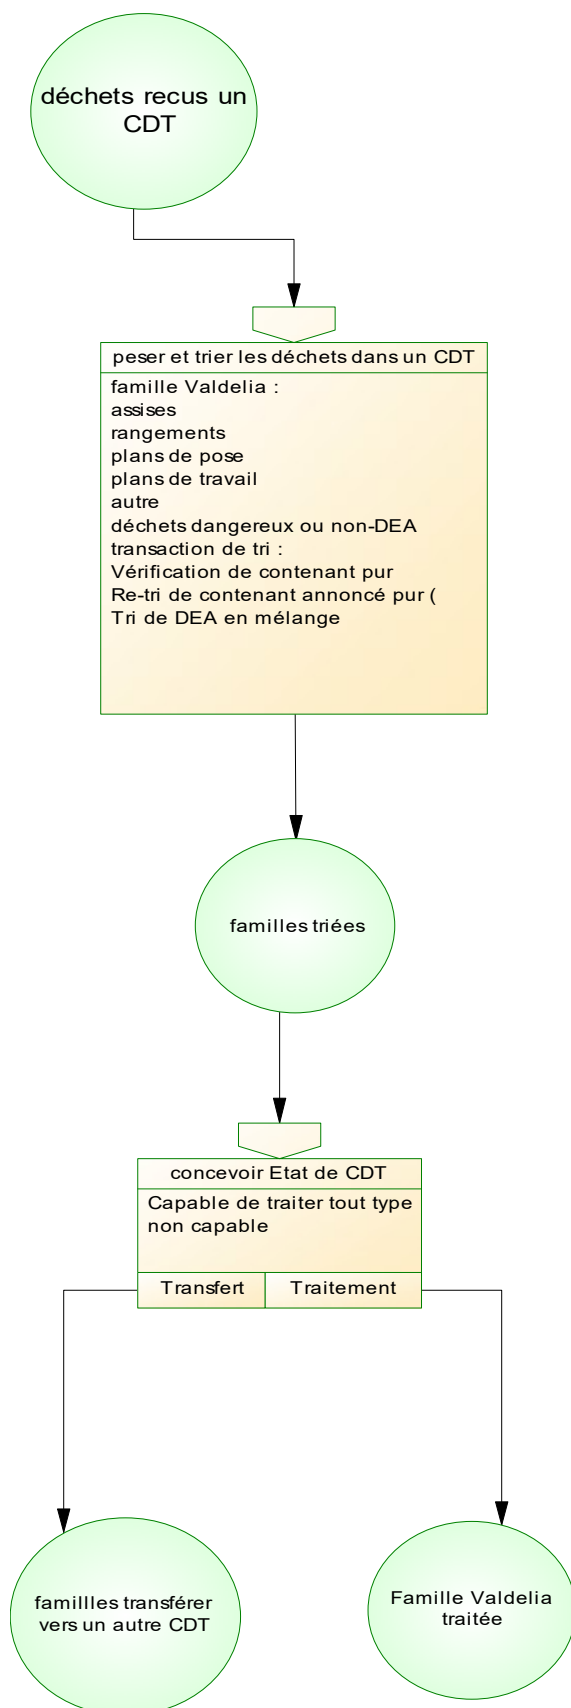 déchets recus un
CDT
peser et trier les déchets dans un CDT
famille Valdelia :
assises
rangements
plans de pose
plans de travail
autre
déchets dangereux ou non-DEA
transaction de tri :
Vérification de contenant pur
Re-tri de contenant annoncé pur (
Tri de DEA en mélange
familles triées
concevoir Etat de CDT
Capable de traiter tout type
non capable
Transfert
Traitement
famillles transférer
vers un autre CDT
Famille Valdelia
traitée